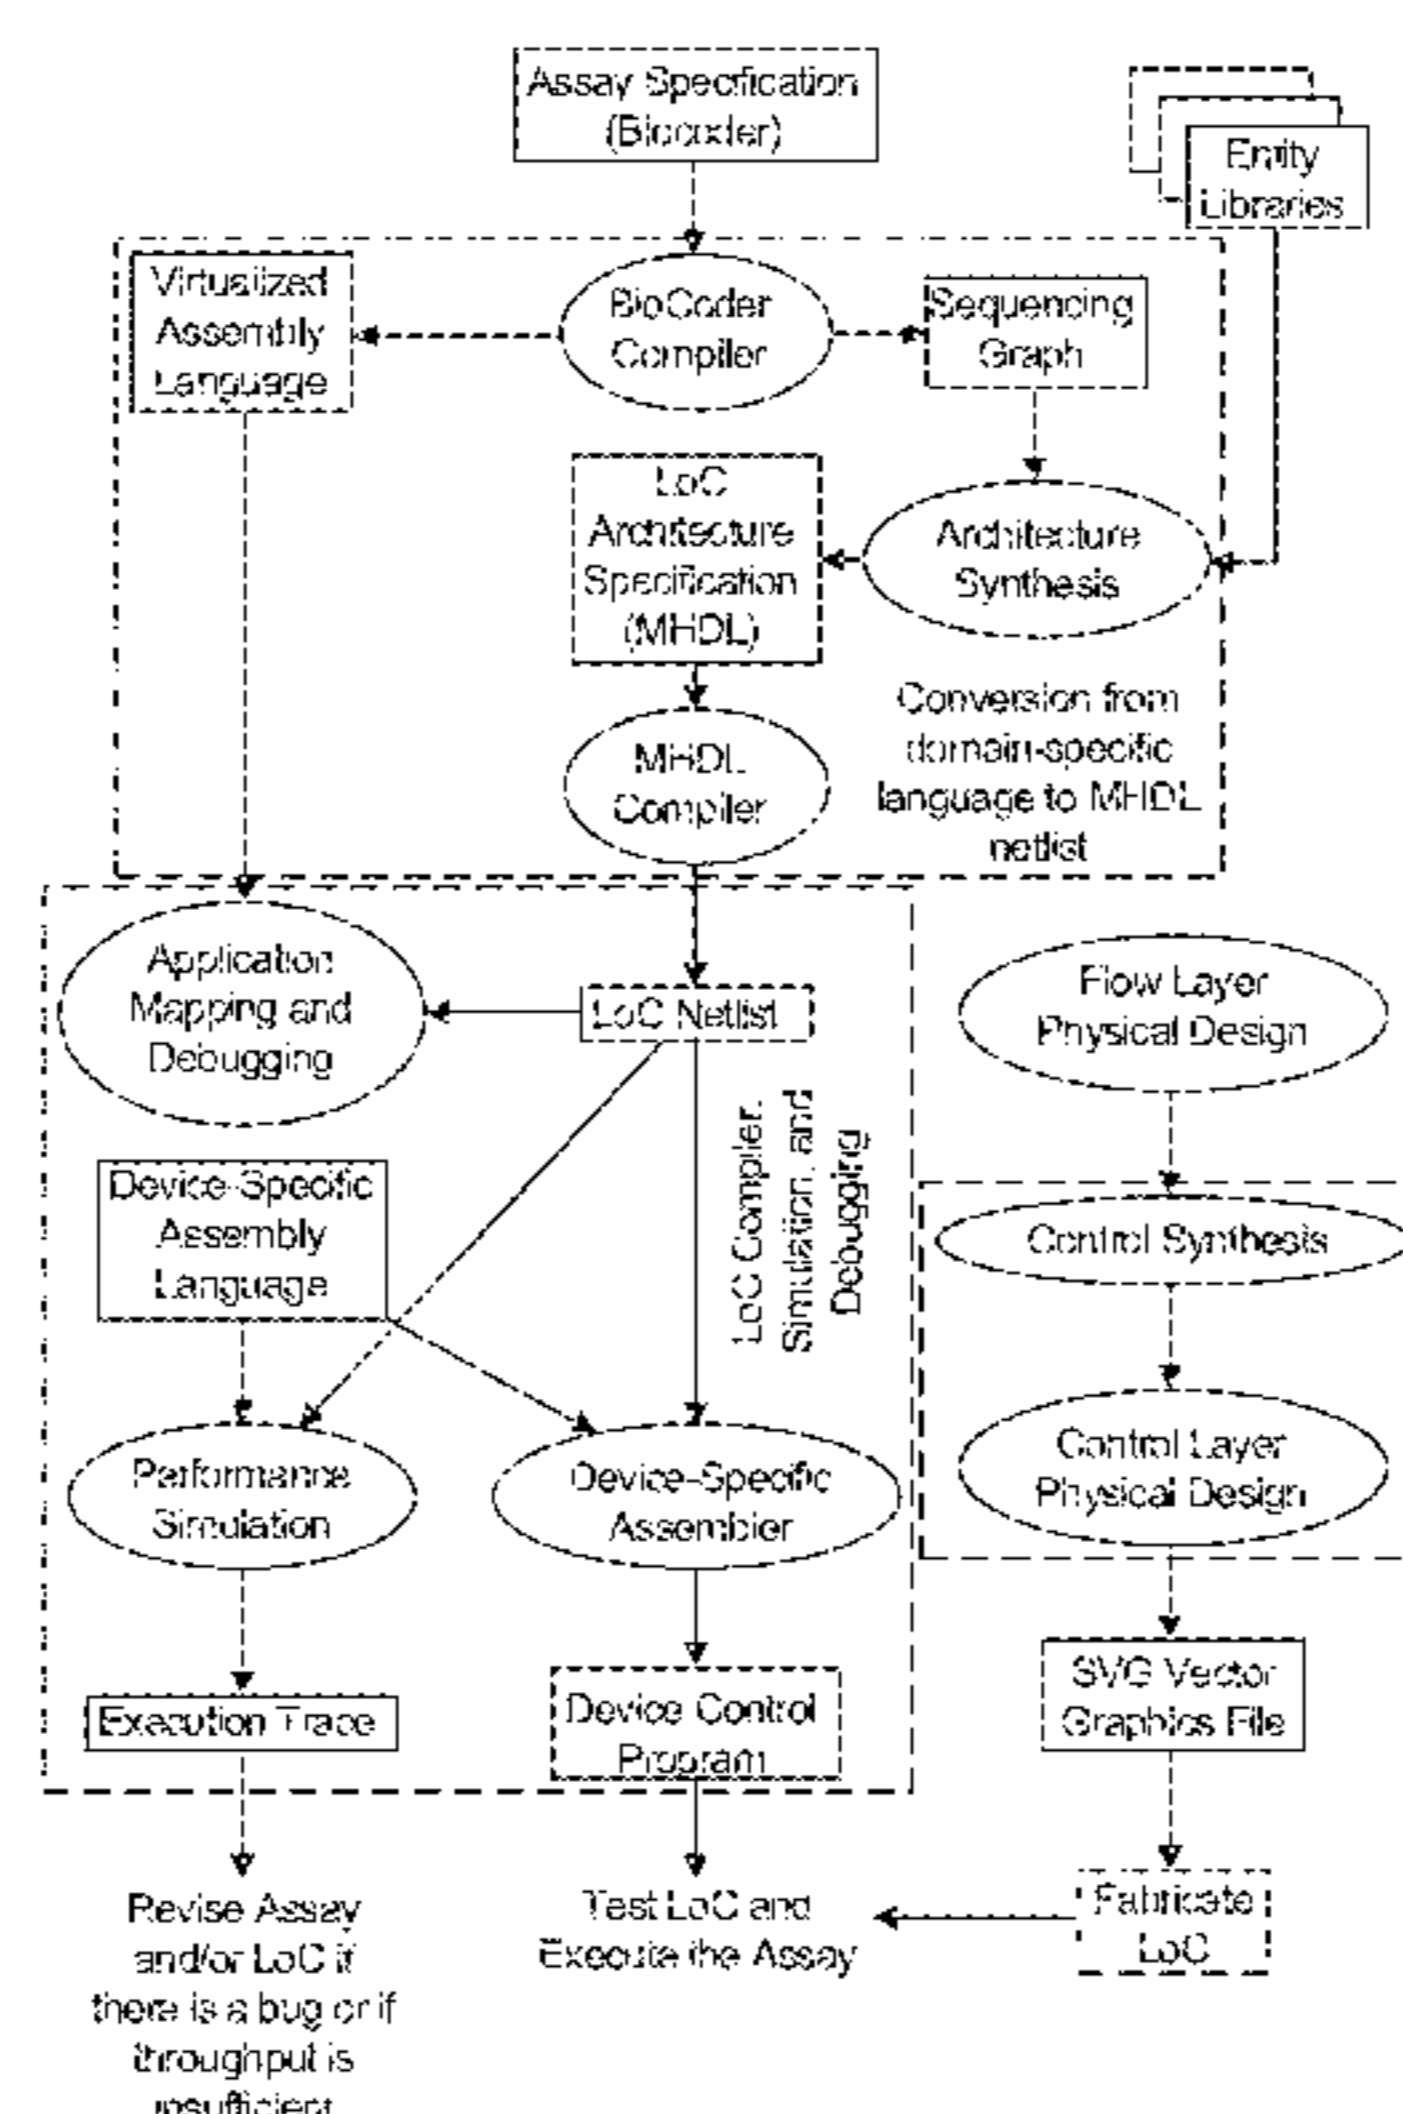 Assay Specification
(Biocoder)
Entity
Libraries
Virtualized
Assembly
Language
BioCoder
Compiler
Sequencing
Graph
LoC
Architecture
Specification
(MHDL)
Architecture
Synthesis
MHDL
Compiler
Conversion from
domain-specific
language to MHDL
netlist
Application
Mapping and
Debugging
LoC Netlist
Flow Layer
Physical Design
LoC Compiler,
Simulation, and
Debugging
Device-Specific
Assembly
Language
Control Synthesis
Performance
Simulation
Device-Specific
Assembler
Control Layer
Physical Design
Execution Trace
Device Control
Program
SVG Vector
Graphics File
Revise Assay
and/or LoC if
there is a bug or if
throughput is
insufficient
Test LoC and
Execute the Assay
Fabricate
LoC